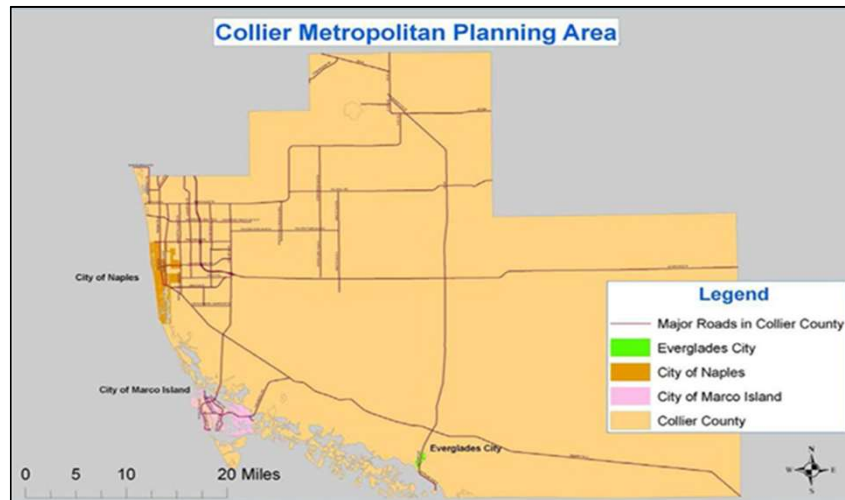 Collier Metropolitan Planning Area
City of Naples
City of Marco Island
Everglades City
Legend
Major Roads in Collier County
Everglades City
City of Naples
City of Marco Island
Collier County
0 5 10 20 Miles
N
W E
S